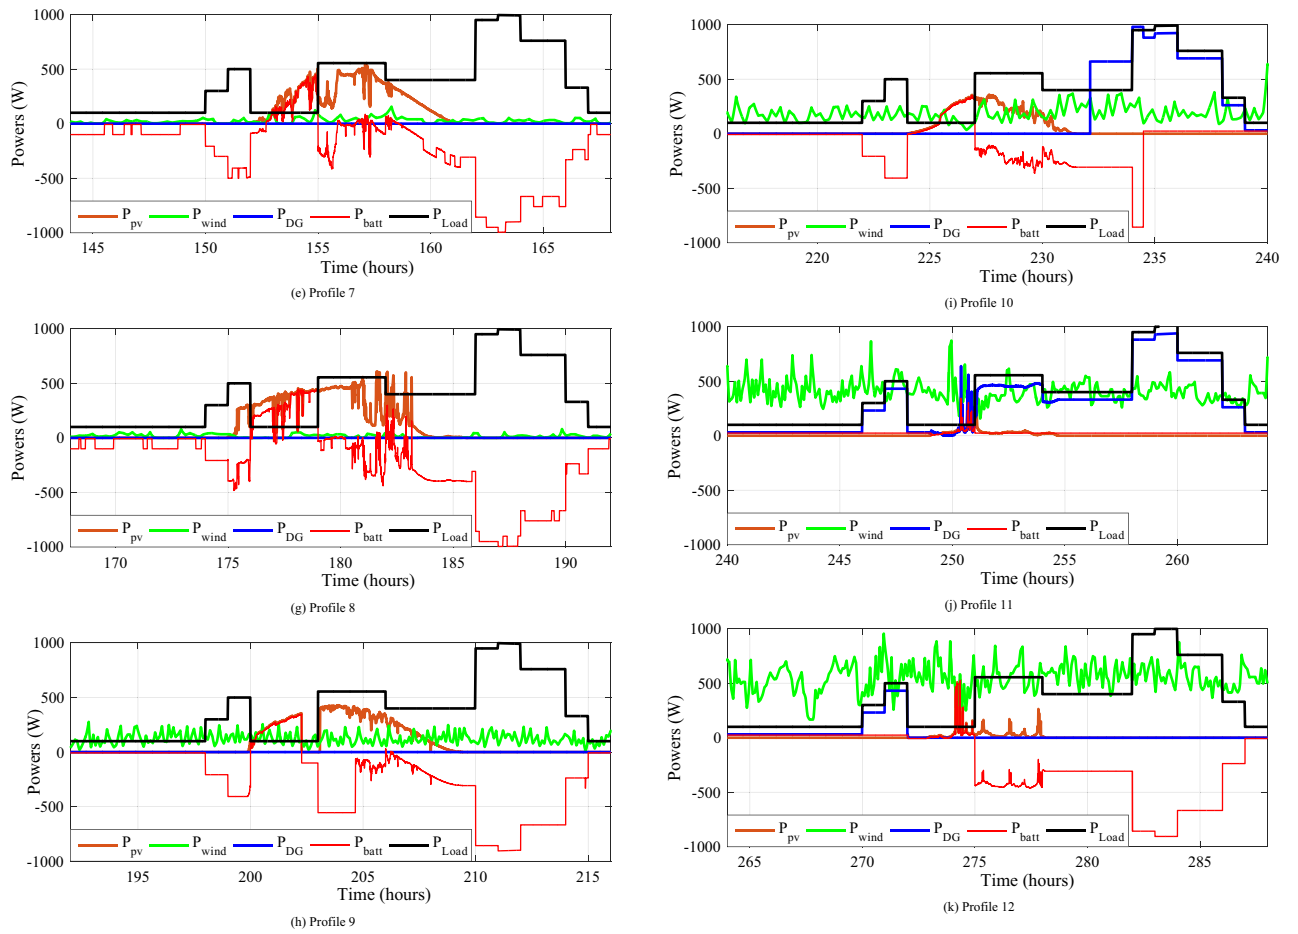 1000
500
0
-500
-1000
Powers (W)
P_pv P_wind P_DG P_batt P_Load
145 150 155 160 165
Time (hours)
(e) Profile 7
1000
500
0
-500
-1000
Powers (W)
P_pv P_wind P_DG P_batt P_Load
170 175 180 185 190
Time (hours)
(g) Profile 8
1000
500
0
-500
-1000
Powers (W)
P_pv P_wind P_DG P_batt P_Load
195 200 205 210 215
Time (hours)
(h) Profile 9
1000
500
0
-500
-1000
Powers (W)
P_pv P_wind P_DG P_batt P_Load
220 225 230 235 240
Time (hours)
(i) Profile 10
1000
500
0
-500
-1000
Powers (W)
P_pv P_wind P_DG P_batt P_Load
240 245 250 255 260
Time (hours)
(j) Profile 11
1000
500
0
-500
-1000
Powers (W)
P_pv P_wind P_DG P_batt P_Load
265 270 275 280 285
Time (hours)
(k) Profile 12